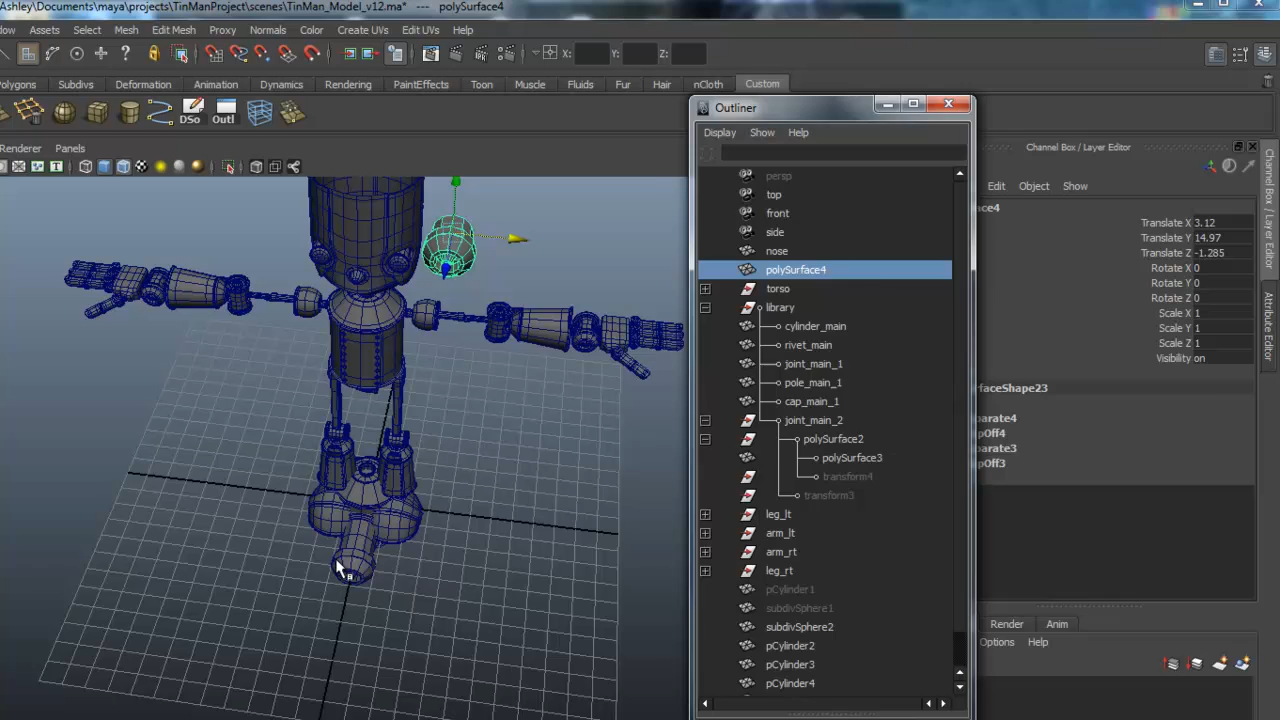 Ashley\Documents\maya\projects\TinManProject\scenes\TinMan_Model_v12.ma* --- polySurface4
dow Assets Select Mesh Edit Mesh Proxy Normals Color Create UVs Edit UVs Help
X: Y: Z:
Polygons Subdivs Deformation Animation Dynamics Rendering PaintEffects Toon Muscle Fluids Fur Hair nCloth Custom
DSo Outl
Renderer Panels
Outliner
Display Show Help
persp
top
front
side
nose
polySurface4
torso
library
cylinder_main
rivet_main
joint_main_1
pole_main_1
cap_main_1
joint_main_2
polySurface2
polySurface3
transform4
transform3
leg_lt
arm_lt
arm_rt
leg_rt
pCylinder1
subdivSphere1
subdivSphere2
pCylinder2
pCylinder3
pCylinder4
Channel Box / Layer Editor
Edit Object Show
face4
Translate X 3.12
Translate Y 14.97
Translate Z -1.285
Rotate X 0
Rotate Y 0
Rotate Z 0
Scale X 1
Scale Y 1
Scale Z 1
Visibility on
rfaceShape23
parate4
pOff4
parate3
pOff3
Render Anim
Options Help
Channel Box / Layer Editor
Attribute Editor